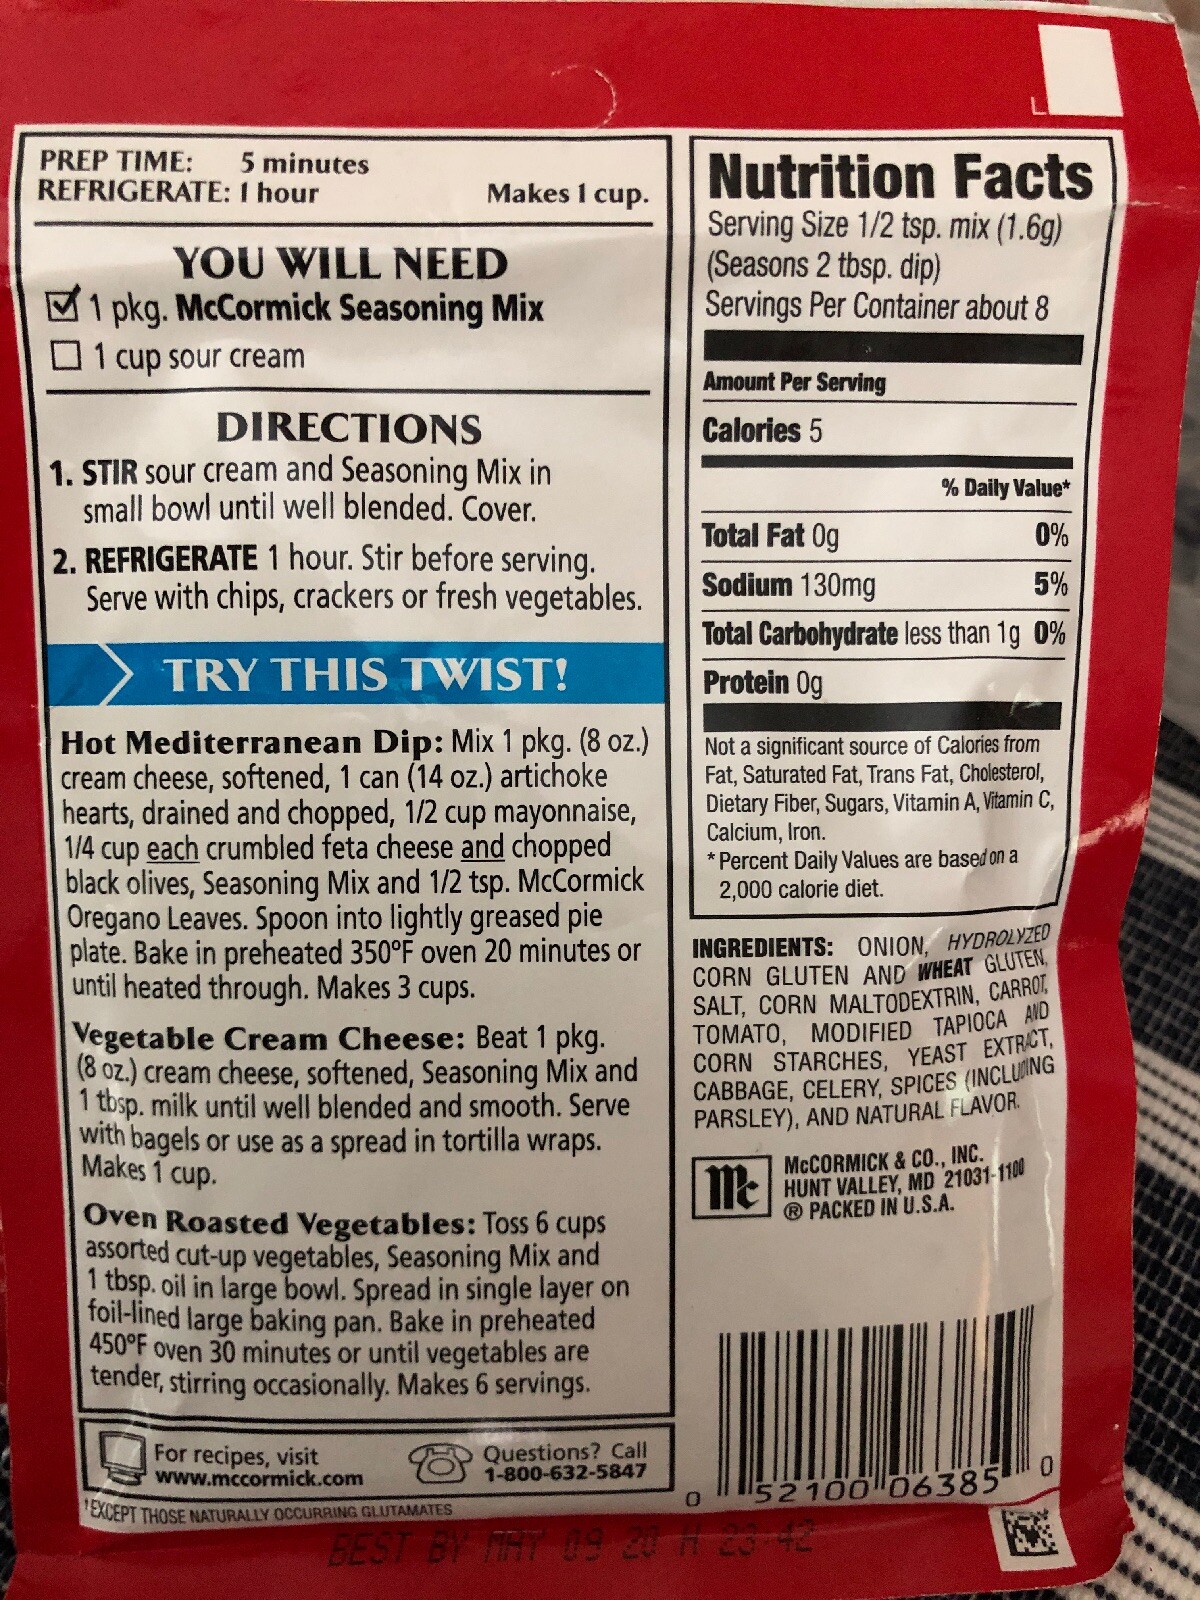 PREP TIME: 5 minutes
REFRIGERATE: 1 hour Makes 1 cup.
YOU WILL NEED
1 pkg. McCormick Seasoning Mix
1 cup sour cream
DIRECTIONS
1. STIR sour cream and Seasoning Mix in
small bowl until well blended. Cover.
2. REFRIGERATE 1 hour. Stir before serving.
Serve with chips, crackers or fresh vegetables.
TRY THIS TWIST!
Hot Mediterranean Dip: Mix 1 pkg. (8 oz.)
cream cheese, softened, 1 can (14 oz.) artichoke
hearts, drained and chopped, 1/2 cup mayonnaise,
1/4 cup each crumbled feta cheese and chopped
black olives, Seasoning Mix and 1/2 tsp. McCormick
Oregano Leaves. Spoon into lightly greased pie
plate. Bake in preheated 350°F oven 20 minutes or
until heated through. Makes 3 cups.
Vegetable Cream Cheese: Beat 1 pkg.
(8 oz.) cream cheese, softened, Seasoning Mix and
1 tbsp. milk until well blended and smooth. Serve
with bagels or use as a spread in tortilla wraps.
Makes 1 cup.
Oven Roasted Vegetables: Toss 6 cups
assorted cut-up vegetables, Seasoning Mix and
1 tbsp. oil in large bowl. Spread in single layer on
foil-lined large baking pan. Bake in preheated
450°F oven 30 minutes or until vegetables are
tender, stirring occasionally. Makes 6 servings.
For recipes, visit
www.mccormick.com
Questions? Call
1-800-632-5847
†EXCEPT THOSE NATURALLY OCCURRING GLUTAMATES
BEST BY MAY 09 20 H 23:42
Nutrition Facts
Serving Size 1/2 tsp. mix (1.6g)
(Seasons 2 tbsp. dip)
Servings Per Container about 8
Amount Per Serving
Calories 5
% Daily Value*
Total Fat 0g 0%
Sodium 130mg 5%
Total Carbohydrate less than 1g 0%
Protein 0g
Not a significant source of Calories from
Fat, Saturated Fat, Trans Fat, Cholesterol,
Dietary Fiber, Sugars, Vitamin A, Vitamin C,
Calcium, Iron.
* Percent Daily Values are based on a
2,000 calorie diet.
INGREDIENTS: ONION, HYDROLYZED
CORN GLUTEN AND WHEAT GLUTEN,
SALT, CORN MALTODEXTRIN, CARROT,
TOMATO, MODIFIED TAPIOCA AND
CORN STARCHES, YEAST EXTRACT,
CABBAGE, CELERY, SPICES (INCLUDING
PARSLEY), AND NATURAL FLAVOR.
Mc
McCORMICK & CO., INC.
HUNT VALLEY, MD 21031-1100
® PACKED IN U.S.A.
0 52100 06385 0